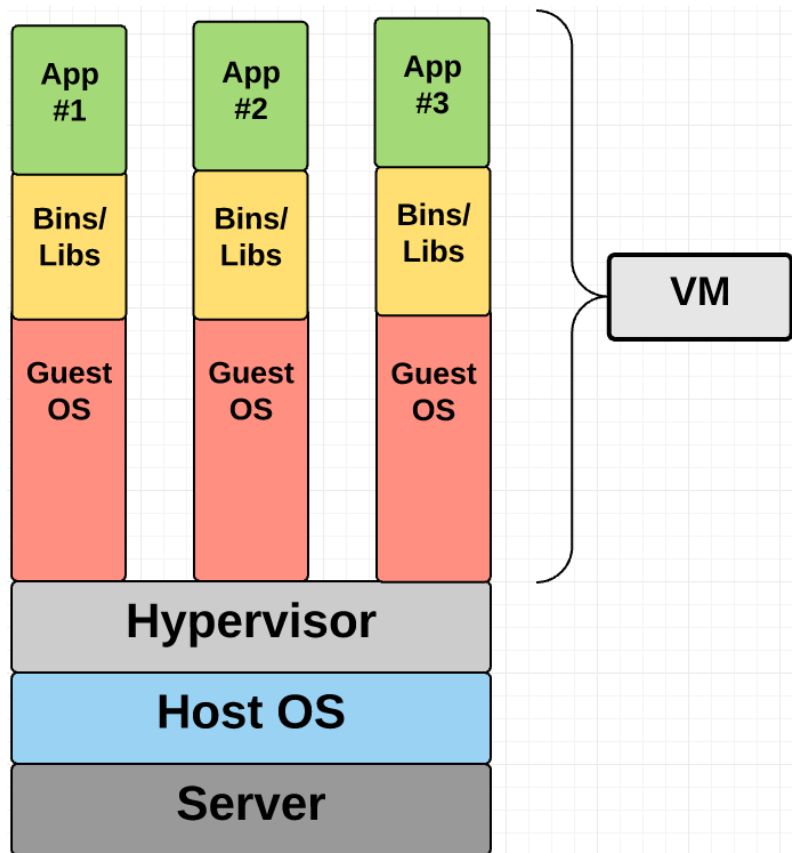 App
#1
App
#2
App
#3
Bins/
Libs
Bins/
Libs
Bins/
Libs
VM
Guest
OS
Guest
OS
Guest
OS
Hypervisor
Host OS
Server